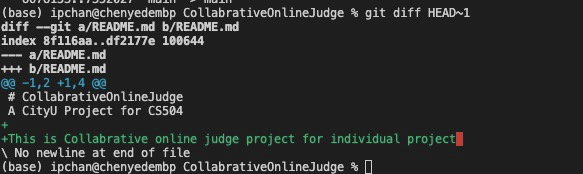 (base) ipchan@chenyedembp CollabrativeOnlineJudge % git diff HEAD~1
diff --git a/README.md b/README.md
index 8f116aa..df2177e 100644
--- a/README.md
+++ b/README.md
@@ -1,2 +1,4 @@
 # CollabrativeOnlineJudge
 A CityU Project for CS504
+
+This is Collabrative online judge project for individual project
\ No newline at end of file
(base) ipchan@chenyedembp CollabrativeOnlineJudge %